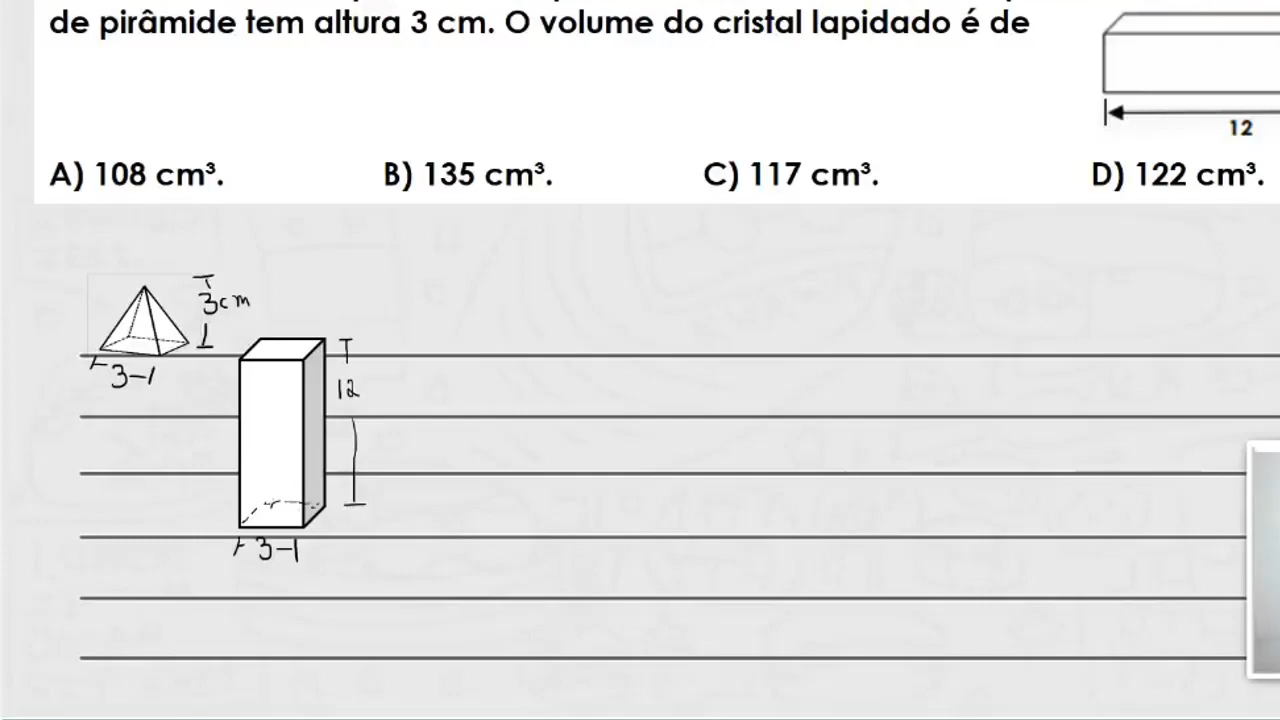 de pirâmide tem altura 3 cm. O volume do cristal lapidado é de
12
A) 108 cm³.
B) 135 cm³.
C) 117 cm³.
D) 122 cm³.
3cm
3
12
3